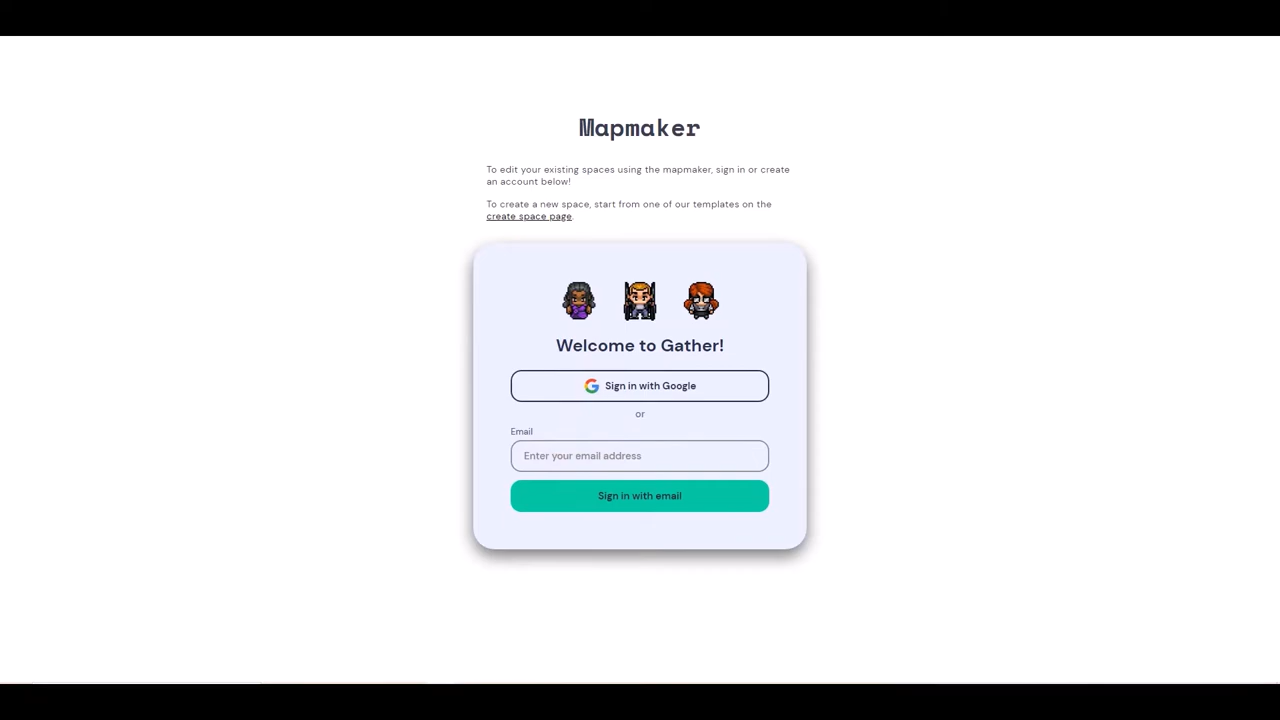 Mapmaker
To edit your existing spaces using the mapmaker, sign in or create
an account below!
To create a new space, start from one of our templates on the
create space page.
Welcome to Gather!
Sign in with Google
or
Email
Enter your email address
Sign in with email